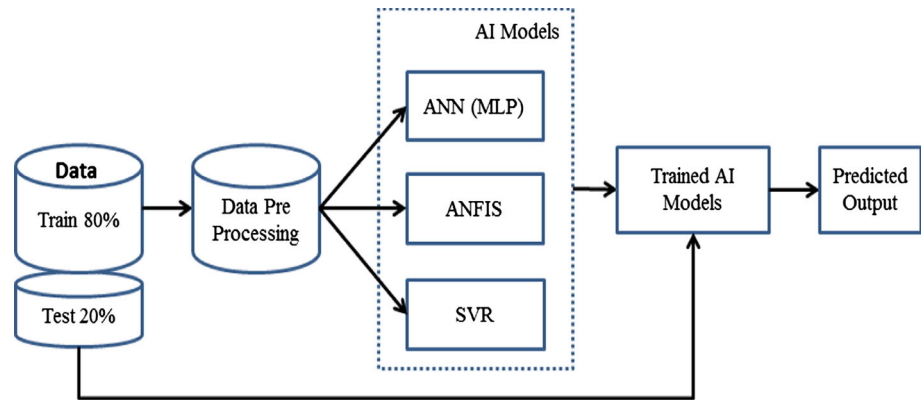 AI Models
ANN (MLP)
Data
Train 80%
Data Pre
Processing
ANFIS
Trained AI
Models
Predicted
Output
Test 20%
SVR